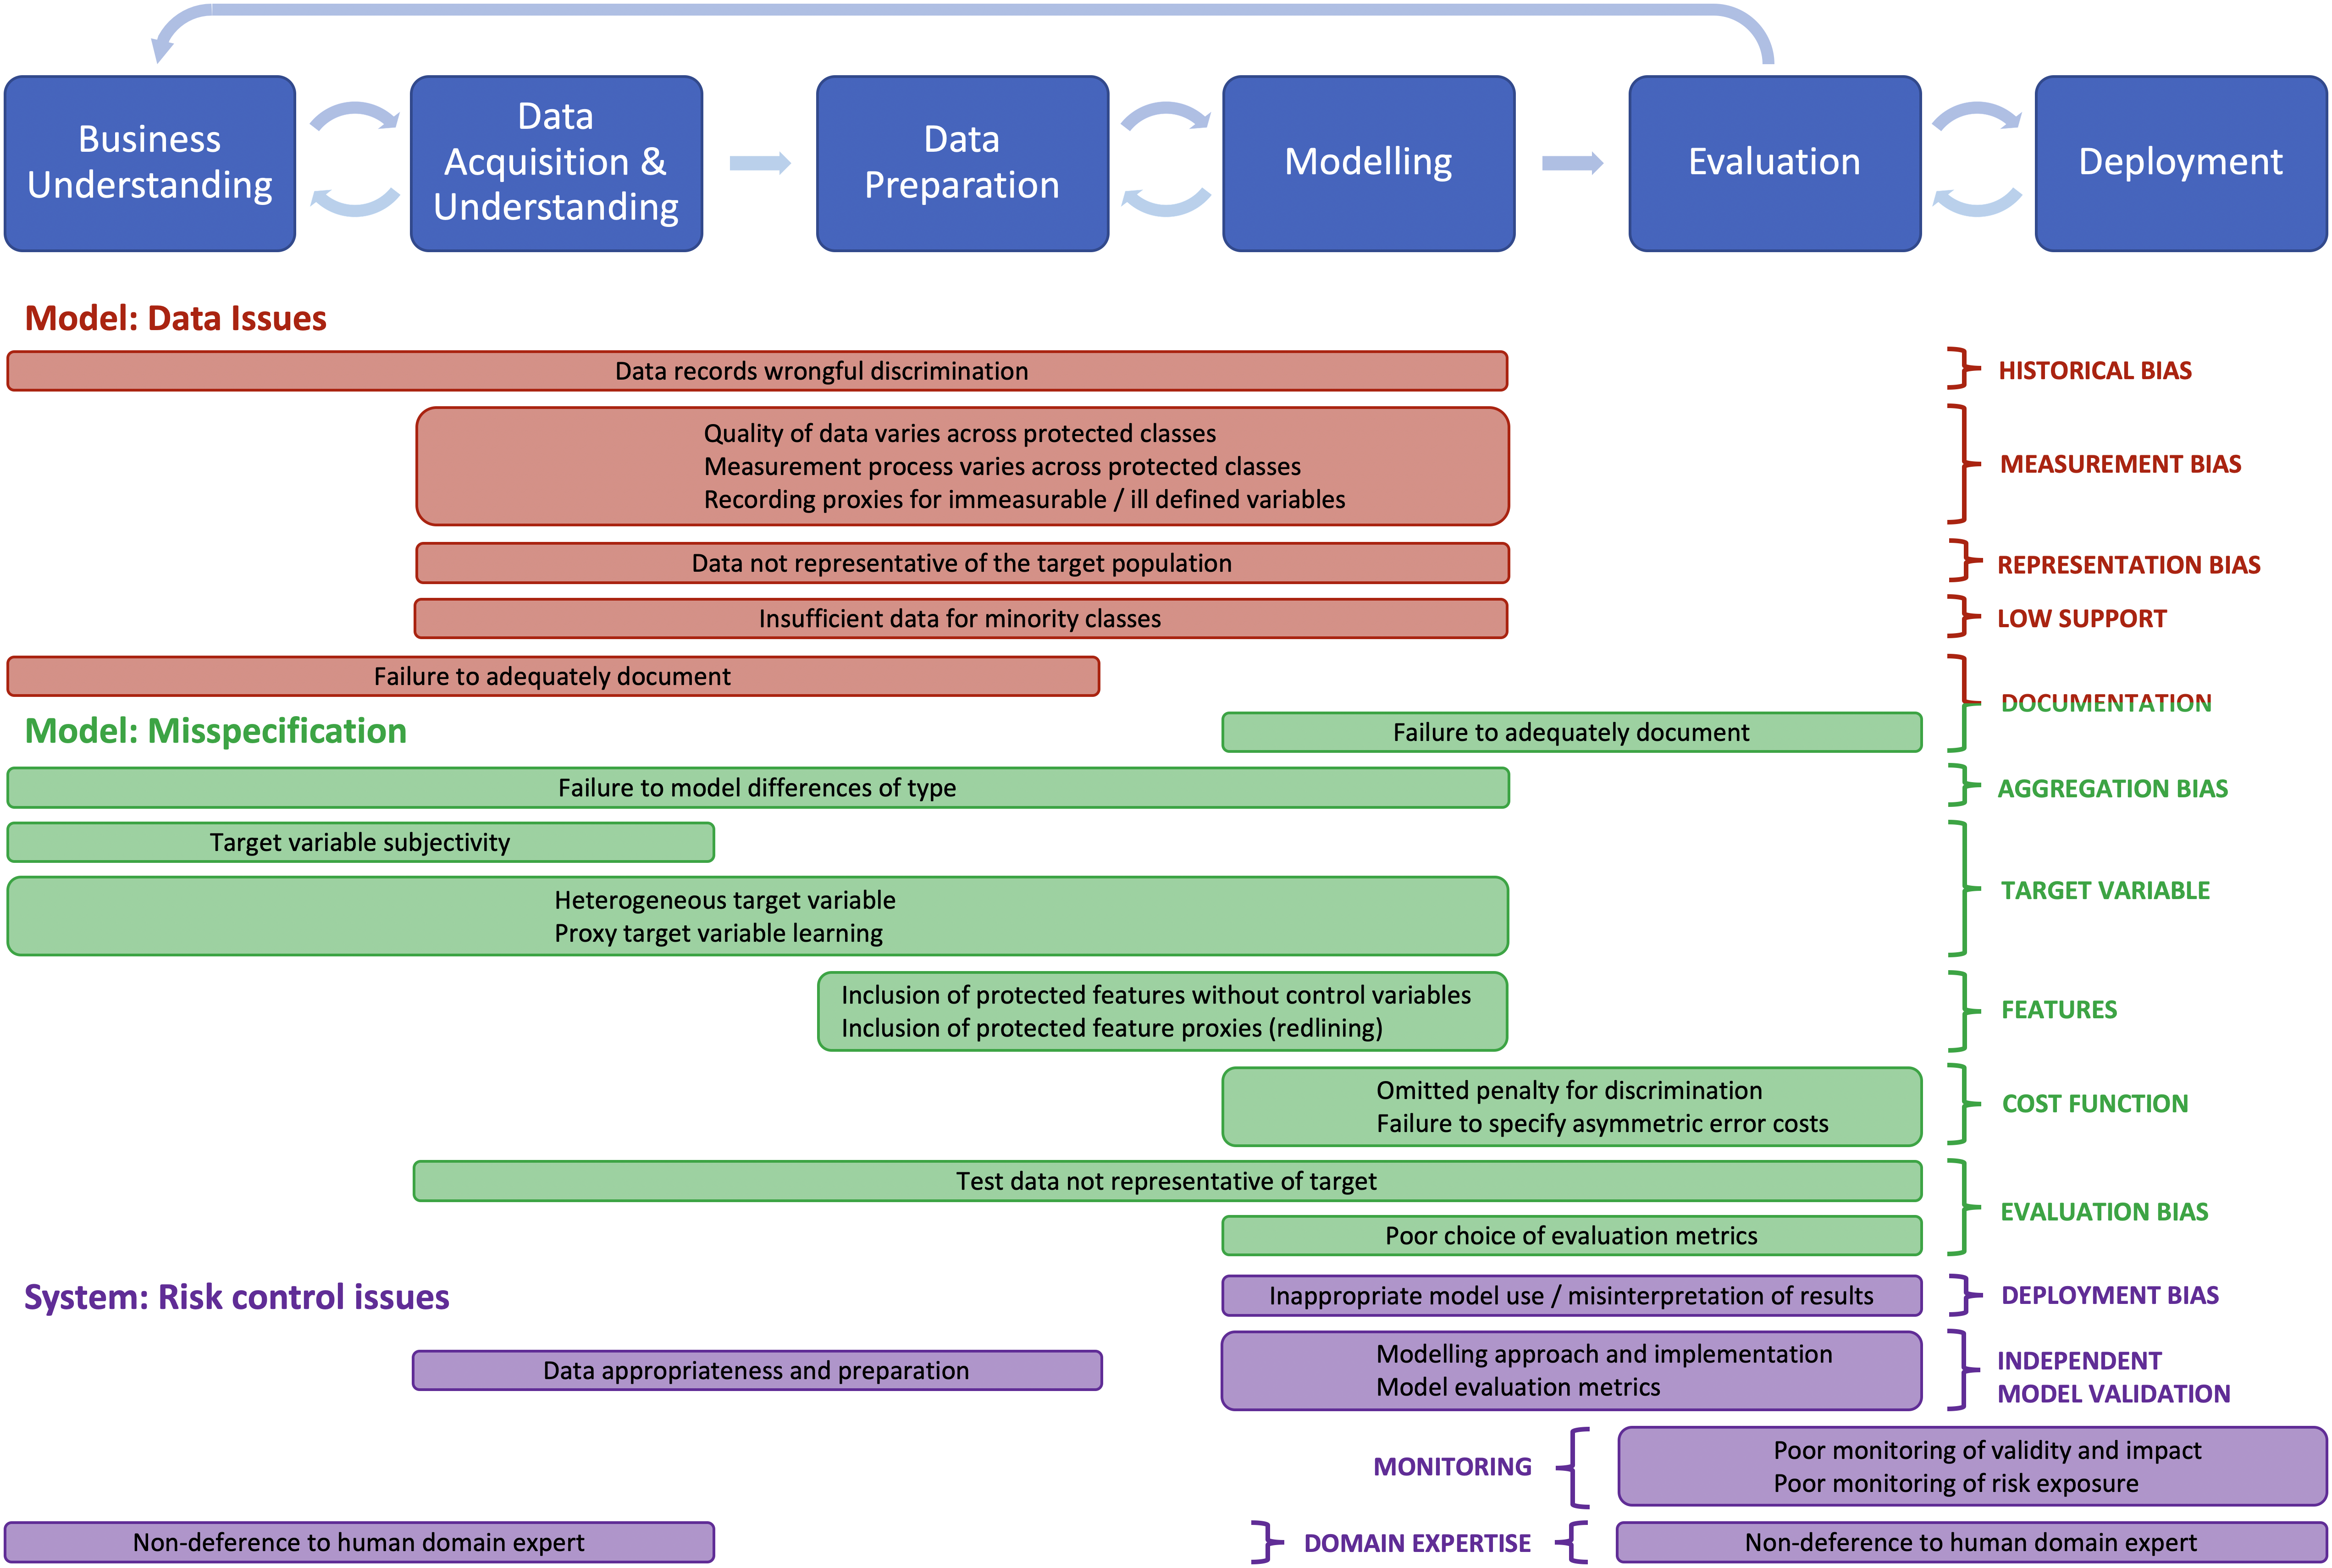 Business
Understanding
Data
Acquisition &
Understanding
Data
Preparation
Modelling
Evaluation
Deployment
Model: Data Issues
Data records wrongful discrimination
HISTORICAL BIAS
Quality of data varies across protected classes
Measurement process varies across protected classes
Recording proxies for immeasurable / ill defined variables
MEASUREMENT BIAS
Data not representative of the target population
REPRESENTATION BIAS
Insufficient data for minority classes
LOW SUPPORT
Failure to adequately document
DOCUMENTATION
Model: Misspecification
Failure to adequately document
Failure to model differences of type
AGGREGATION BIAS
Target variable subjectivity
Heterogeneous target variable
Proxy target variable learning
TARGET VARIABLE
Inclusion of protected features without control variables
Inclusion of protected feature proxies (redlining)
FEATURES
Omitted penalty for discrimination
Failure to specify asymmetric error costs
COST FUNCTION
Test data not representative of target
Poor choice of evaluation metrics
EVALUATION BIAS
System: Risk control issues
Inappropriate model use / misinterpretation of results
DEPLOYMENT BIAS
Data appropriateness and preparation
Modelling approach and implementation
Model evaluation metrics
INDEPENDENT
MODEL VALIDATION
MONITORING
Poor monitoring of validity and impact
Poor monitoring of risk exposure
Non-deference to human domain expert
DOMAIN EXPERTISE
Non-deference to human domain expert